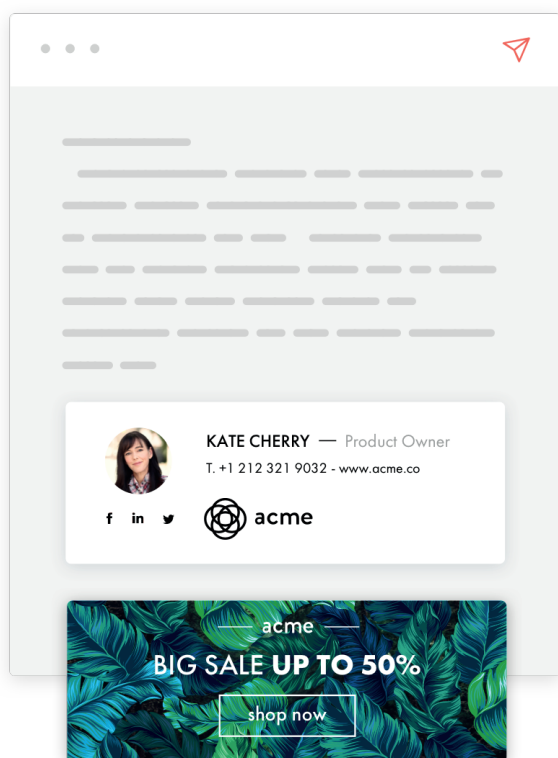 KATE CHERRY — Product Owner
T. +1 212 321 9032 - www.acme.co
f in
acme
acme
BIG SALE UP TO 50%
shop now